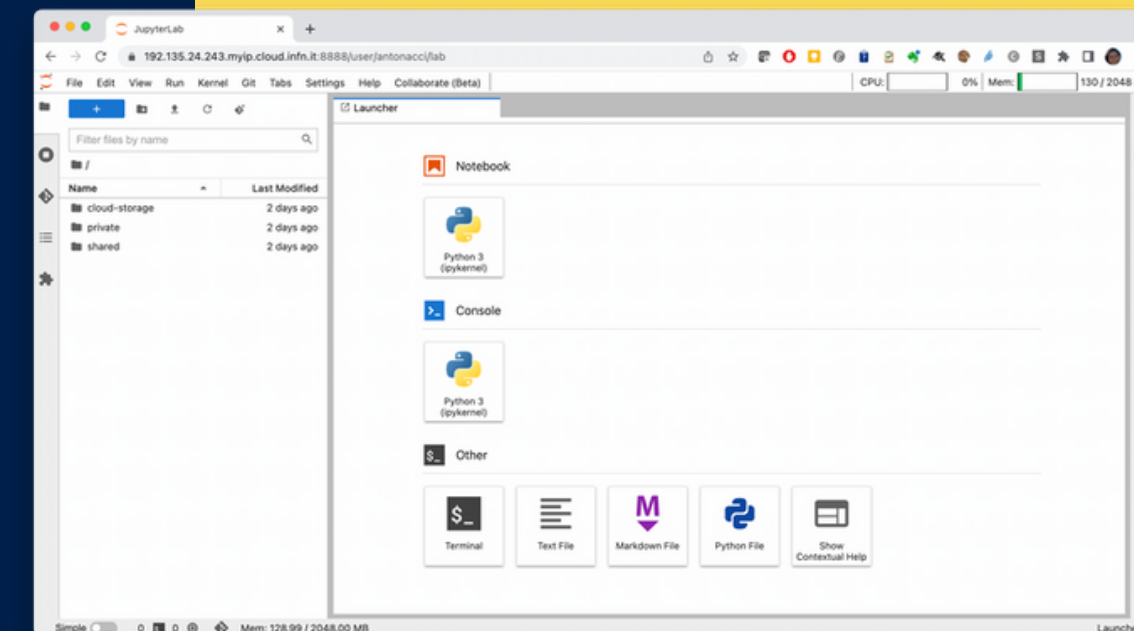 JupyterLab
192.135.24.243.myip.cloud.infn.it:8888/user/antonacci/lab
File Edit View Run Kernel Git Tabs Settings Help Collaborate (Beta) CPU: 0% Mem: 130 / 2048
Launcher
Filter files by name
/
Name Last Modified
cloud-storage 2 days ago
private 2 days ago
shared 2 days ago
Notebook
Python 3
(ipykernel)
Console
Python 3
(ipykernel)
$_ Other
$_
M
Terminal Text File Markdown File Python File Show
Contextual Help
Simple 0 0 Mem: 128.99 / 2048.00 MB Launche